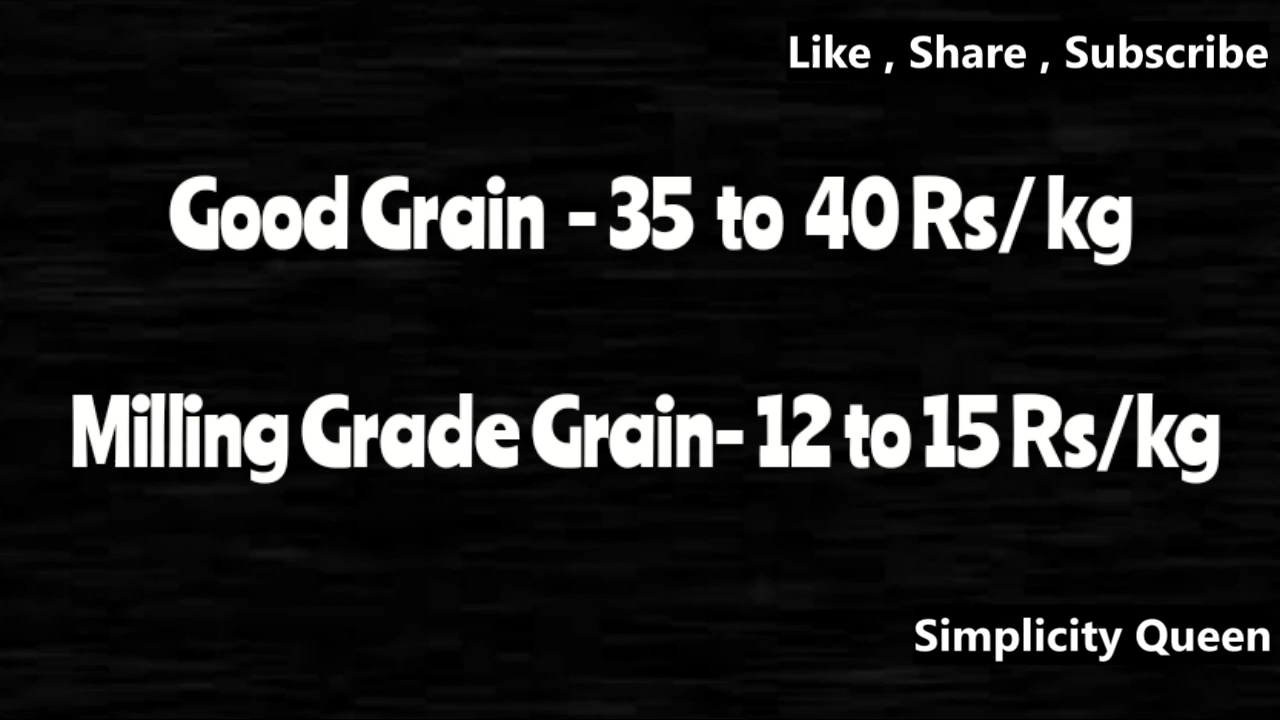 Like , Share , Subscribe
Good Grain - 35 to 40 Rs/ kg
Milling Grade Grain- 12 to 15 Rs/kg
Simplicity Queen